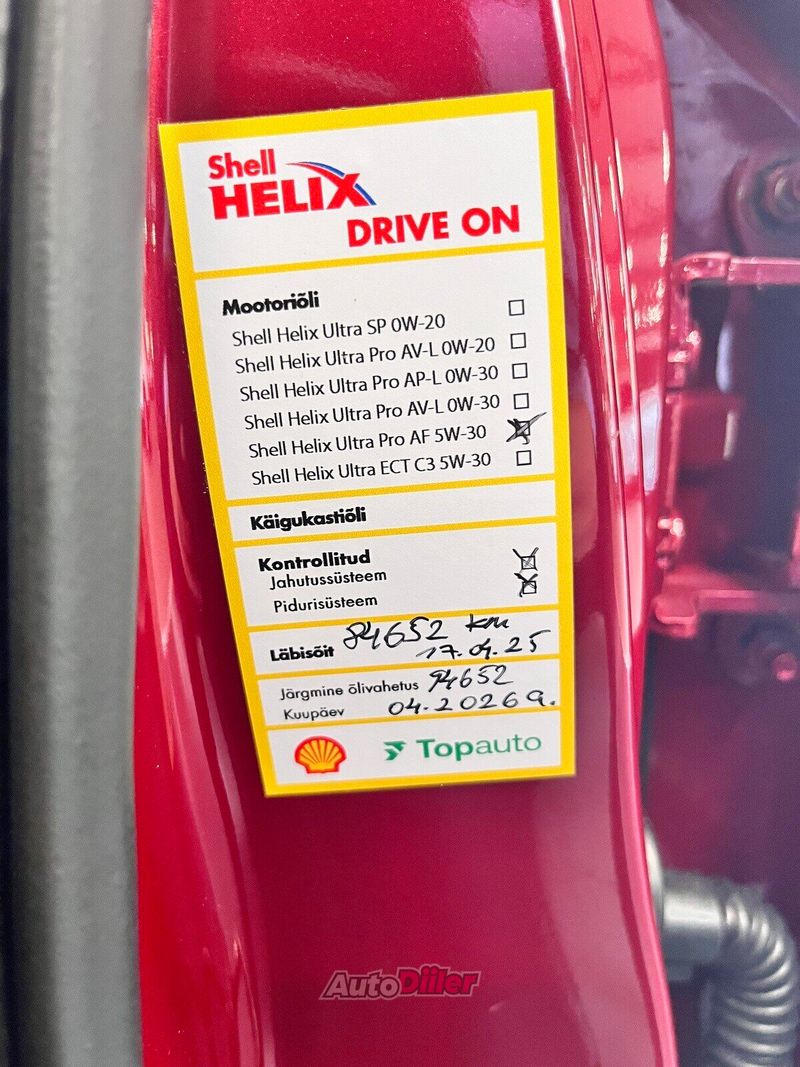 Shell
HELIX
DRIVE ON
Mootoriõli
Shell Helix Ultra SP 0W-20
Shell Helix Ultra Pro AV-L 0W-20
Shell Helix Ultra Pro AP-L 0W-30
Shell Helix Ultra Pro AV-L 0W-30
Shell Helix Ultra Pro AF 5W-30
Shell Helix Ultra ECT C3 5W-30
Käigukastiõli
Kontrollitud
Jahutussüsteem
Pidurisüsteem
Läbisõit 84652 km
17.04.25
Järgmine õlivahetus 94652
Kuupäev 04.2026a.
Topauto
AutoDiiler